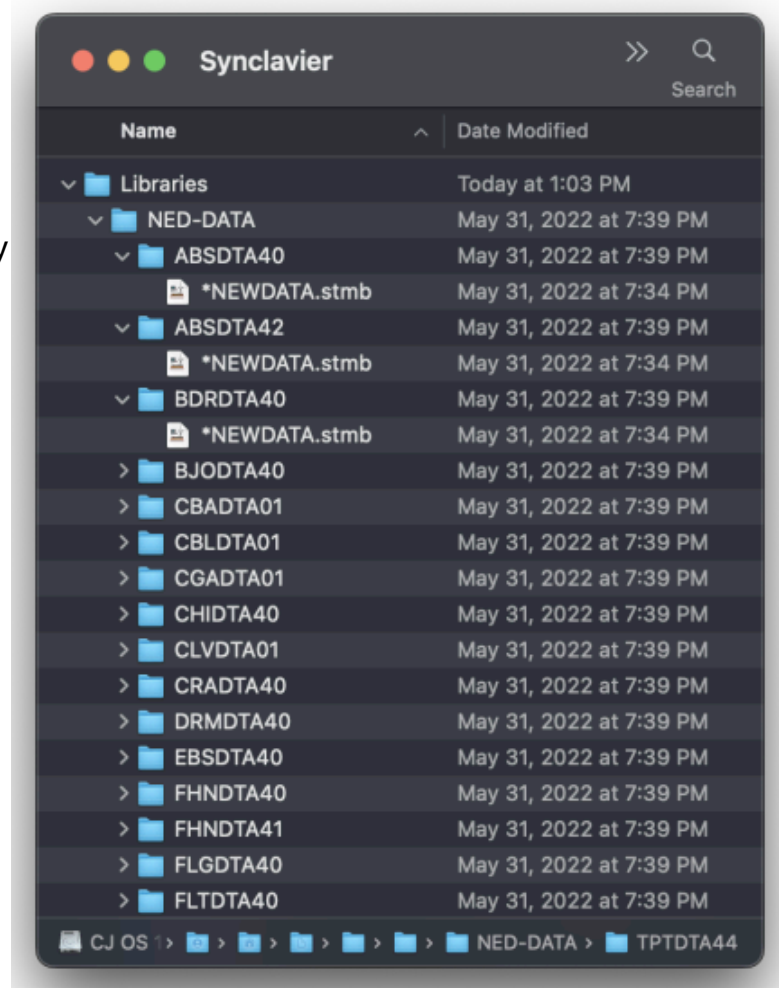 Synclavier
Search
Name Date Modified
Libraries Today at 1:03 PM
NED-DATA May 31, 2022 at 7:39 PM
ABSDTA40 May 31, 2022 at 7:39 PM
*NEWDATA.stmb May 31, 2022 at 7:34 PM
ABSDTA42 May 31, 2022 at 7:39 PM
*NEWDATA.stmb May 31, 2022 at 7:34 PM
BDRDTA40 May 31, 2022 at 7:39 PM
*NEWDATA.stmb May 31, 2022 at 7:34 PM
BJODTA40 May 31, 2022 at 7:39 PM
CBADTA01 May 31, 2022 at 7:39 PM
CBLDTA01 May 31, 2022 at 7:39 PM
CGADTA01 May 31, 2022 at 7:39 PM
CHIDTA40 May 31, 2022 at 7:39 PM
CLVDTA01 May 31, 2022 at 7:39 PM
CRADTA40 May 31, 2022 at 7:39 PM
DRMDTA40 May 31, 2022 at 7:39 PM
EBSDTA40 May 31, 2022 at 7:39 PM
FHNDTA40 May 31, 2022 at 7:39 PM
FHNDTA41 May 31, 2022 at 7:39 PM
FLGDTA40 May 31, 2022 at 7:39 PM
FLTDTA40 May 31, 2022 at 7:39 PM
CJ OS › › › › › › NED-DATA › TPTDTA44